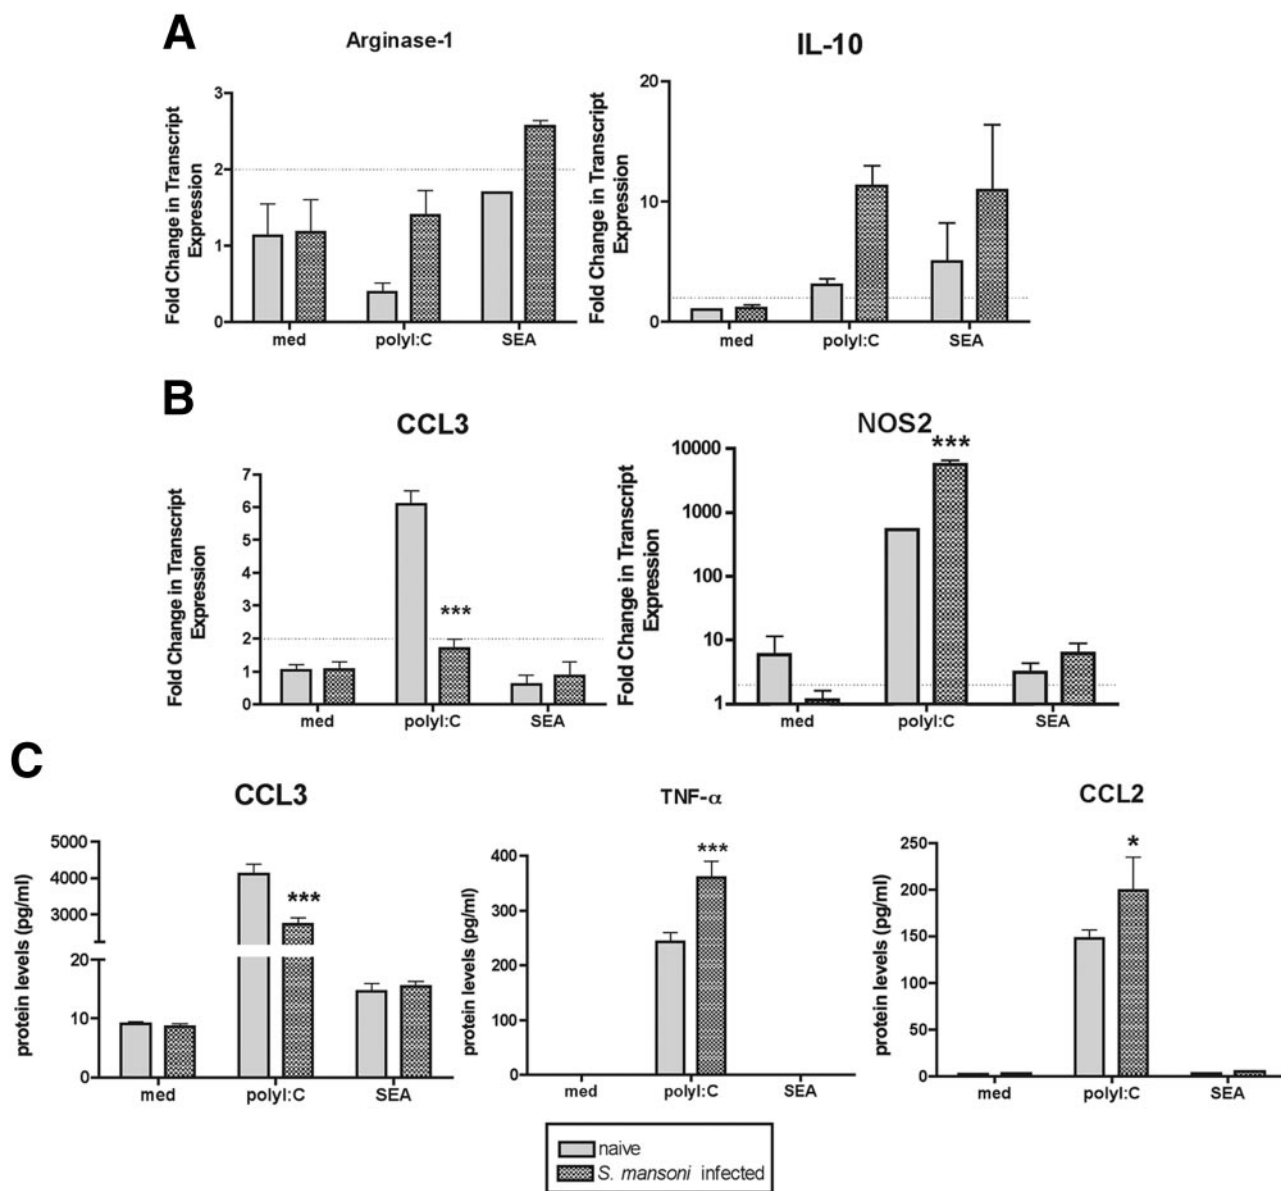 A
Arginase-1
IL-10
Fold Change in Transcript
Expression
3
2
1
0
med
polyI:C
SEA
Fold Change in Transcript
Expression
20
10
0
med
polyI:C
SEA
B
CCL3
NOS2
Fold Change in Transcript
Expression
7
6
5
4
3
2
1
0
***
med
polyI:C
SEA
Fold Change in Transcript
Expression
10000
1000
100
10
1
***
med
polyI:C
SEA
C
CCL3
TNF-α
CCL2
protein levels (pg/ml)
5000
4000
3000
20
10
0
***
med
polyI:C
SEA
protein levels (pg/ml)
400
300
200
100
0
***
med
polyI:C
SEA
protein levels (pg/ml)
250
200
150
100
50
0
*
med
polyI:C
SEA
naive
S. mansoni infected